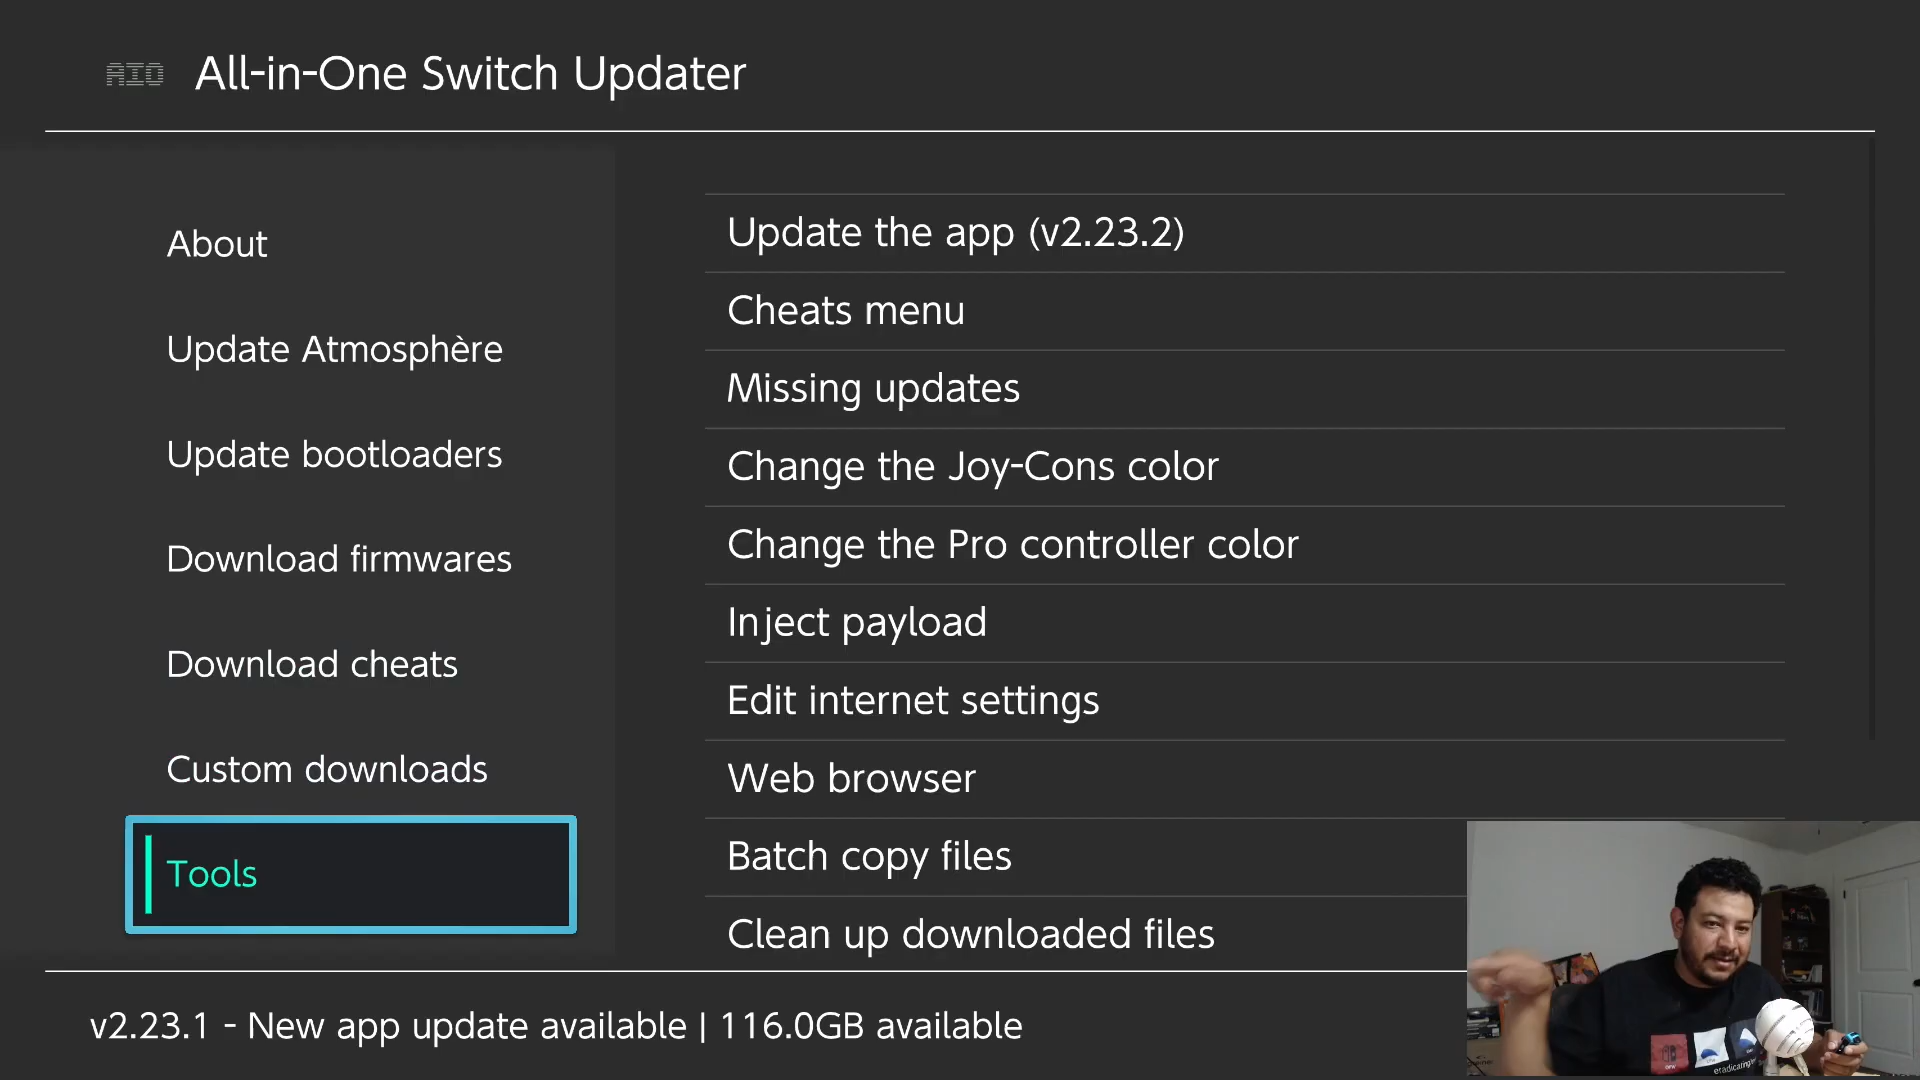 AIO All-in-One Switch Updater
About
Update Atmosphère
Update bootloaders
Download firmwares
Download cheats
Custom downloads
Tools
Update the app (v2.23.2)
Cheats menu
Missing updates
Change the Joy-Cons color
Change the Pro controller color
Inject payload
Edit internet settings
Web browser
Batch copy files
Clean up downloaded files
v2.23.1 - New app update available | 116.0GB available
OFW